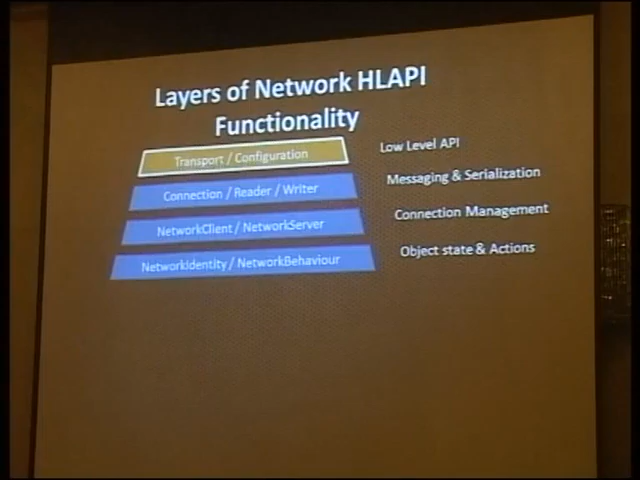 Layers of Network HLAPI
Functionality
Transport / Configuration
Low Level API
Connection / Reader / Writer
Messaging & Serialization
NetworkClient / NetworkServer
Connection Management
NetworkIdentity / NetworkBehaviour
Object state & Actions